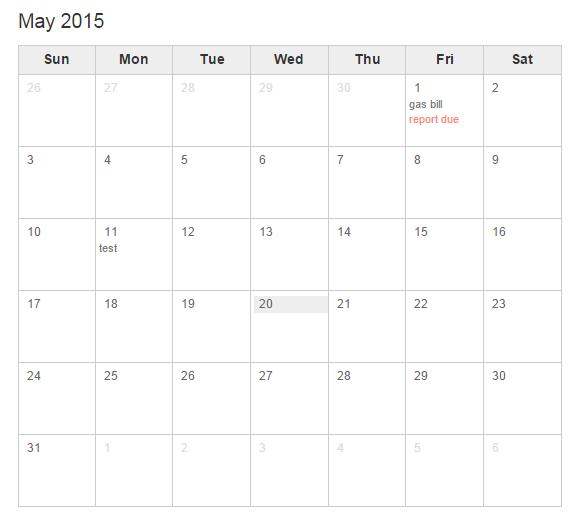 May 2015
Sun Mon Tue Wed Thu Fri Sat
26 27 28 29 30 1 2
gas bill
report due
3 4 5 6 7 8 9
10 11 12 13 14 15 16
test
17 18 19 20 21 22 23
24 25 26 27 28 29 30
31 1 2 3 4 5 6